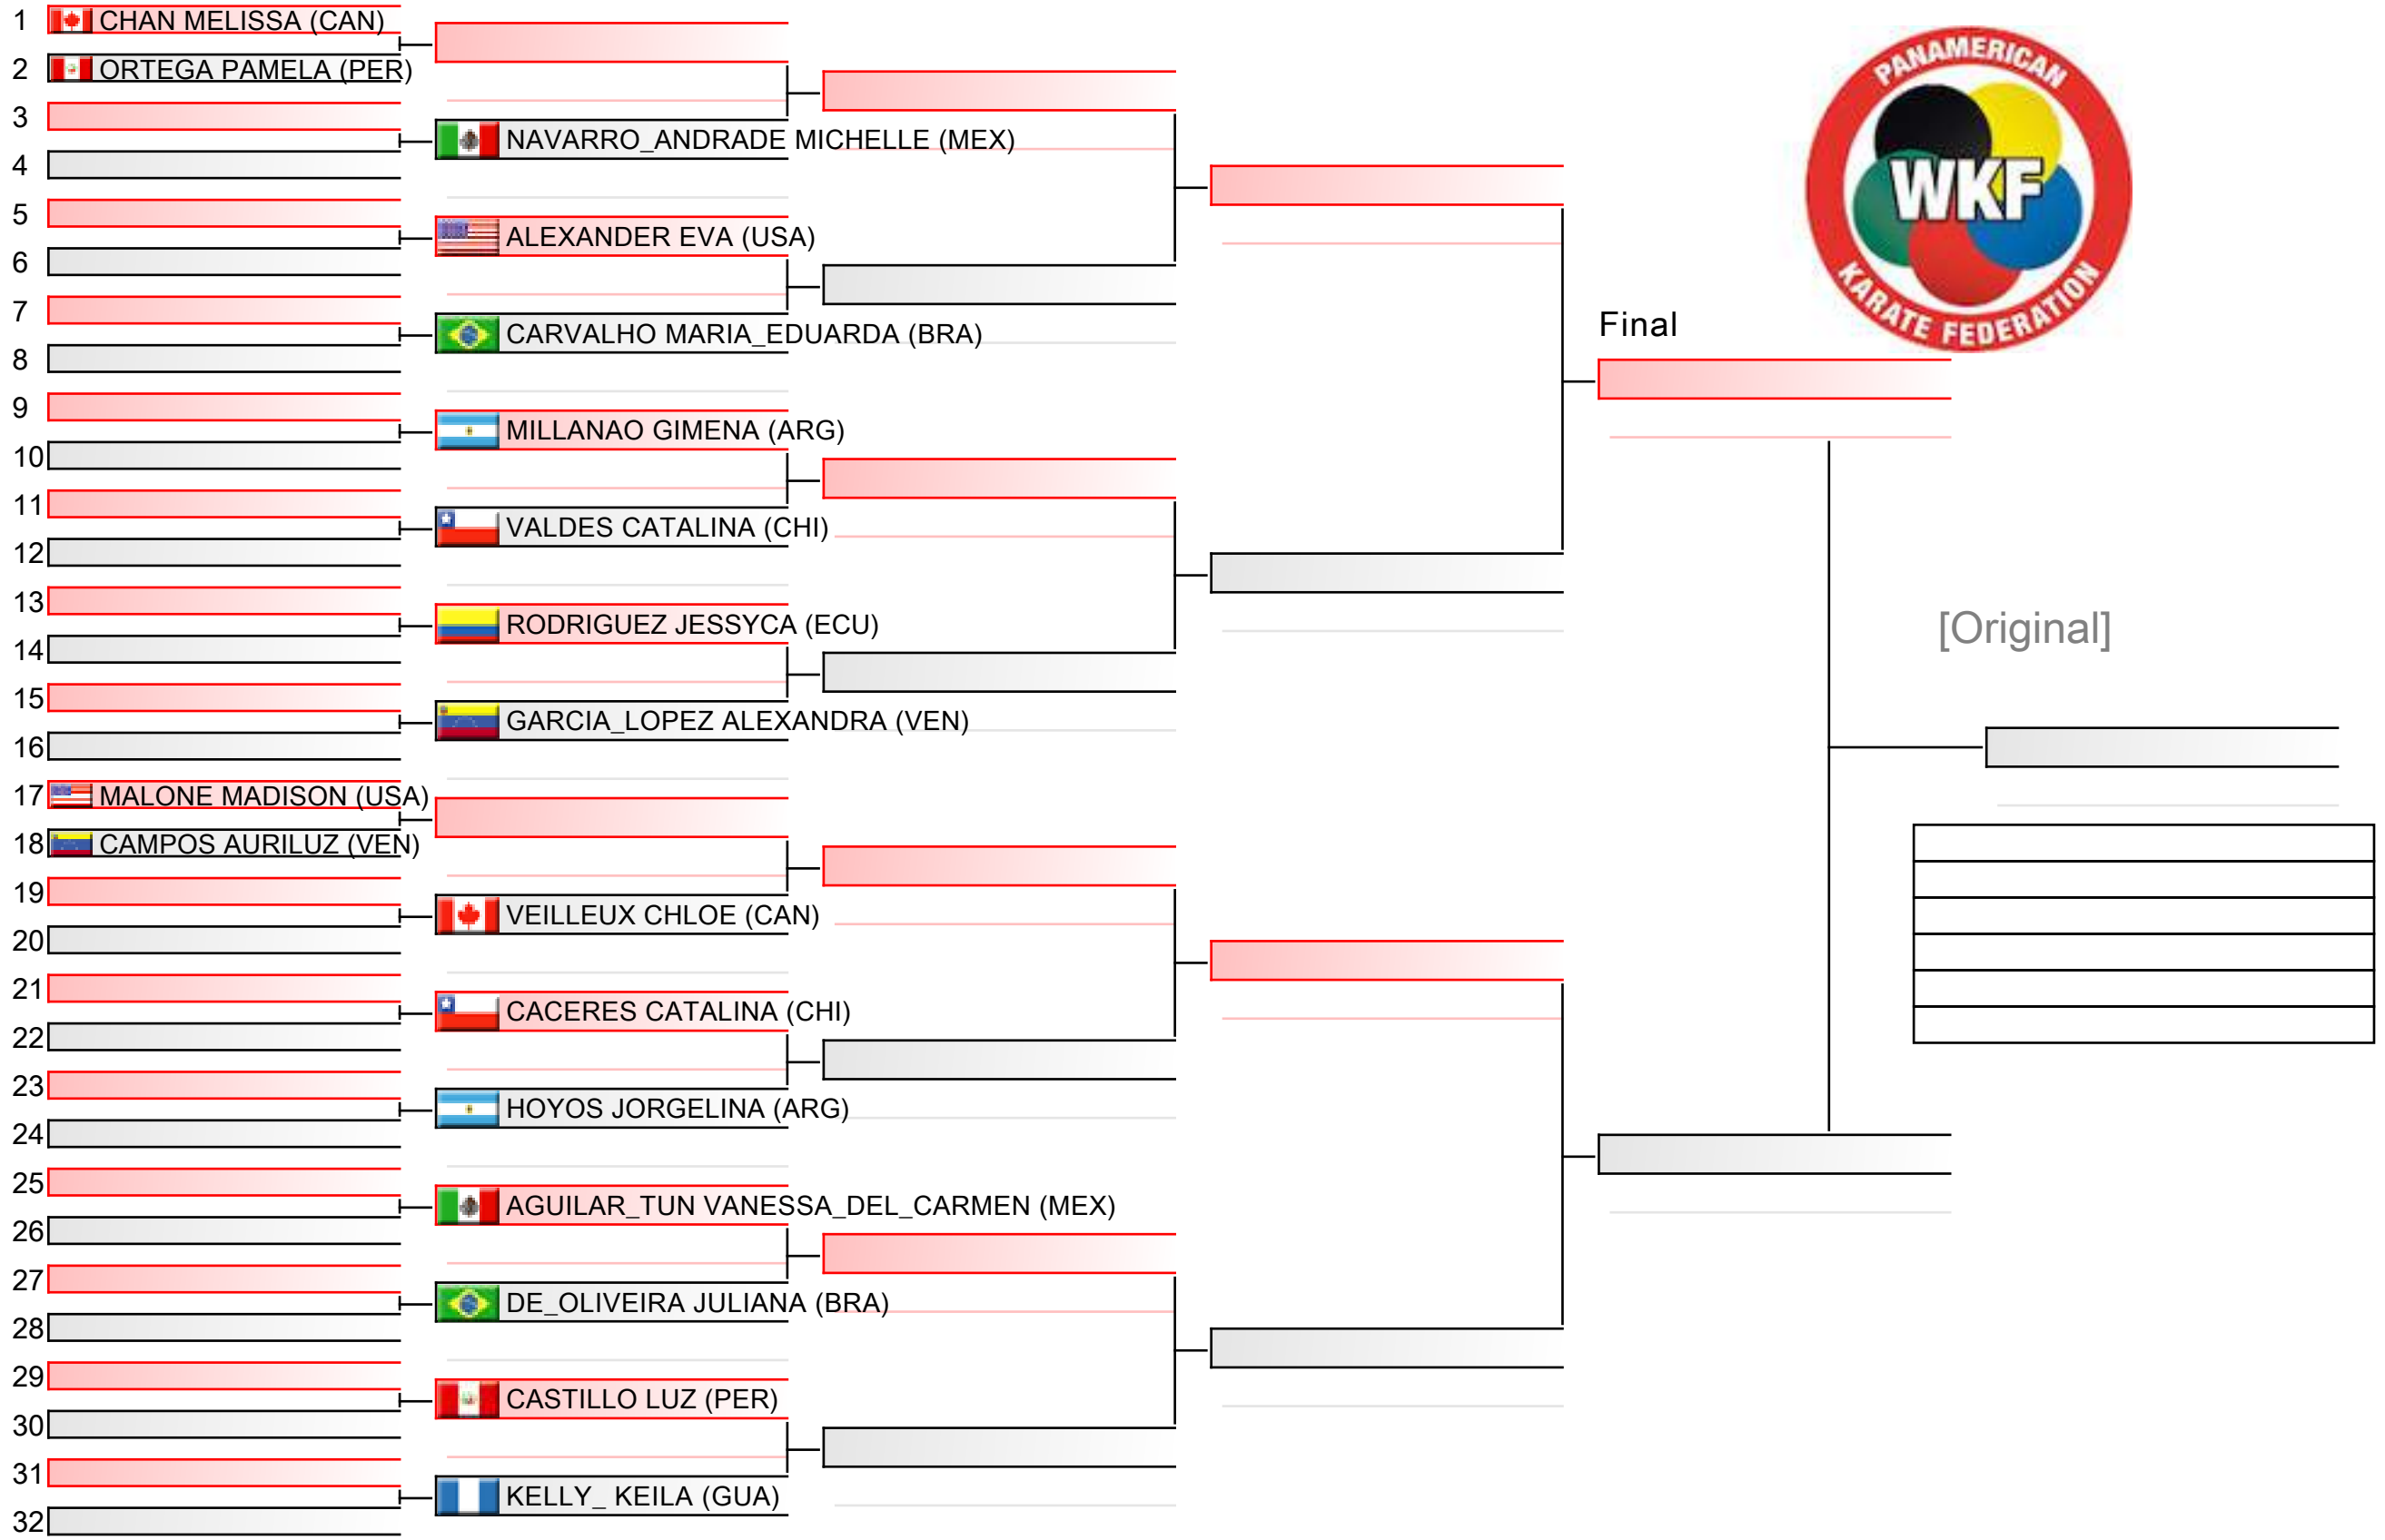 1 CHAN MELISSA (CAN)
2 ORTEGA PAMELA (PER)
3
NAVARRO_ANDRADE MICHELLE (MEX)
4
5
ALEXANDER EVA (USA)
6
7
CARVALHO MARIA_EDUARDA (BRA)
8
9
MILLANAO GIMENA (ARG)
10
11
VALDES CATALINA (CHI)
12
13
RODRIGUEZ JESSYCA (ECU)
14
15
GARCIA_LOPEZ ALEXANDRA (VEN)
16
17 MALONE MADISON (USA)
18 CAMPOS AURILUZ (VEN)
19
VEILLEUX CHLOE (CAN)
20
21
CACERES CATALINA (CHI)
22
23
HOYOS JORGELINA (ARG)
24
25
AGUILAR_TUN VANESSA_DEL_CARMEN (MEX)
26
27
DE_OLIVEIRA JULIANA (BRA)
28
29
CASTILLO LUZ (PER)
30
31
KELLY_ KEILA (GUA)
32
Final
PANAMERICAN
WKF
KARATE FEDERATION
[Original]